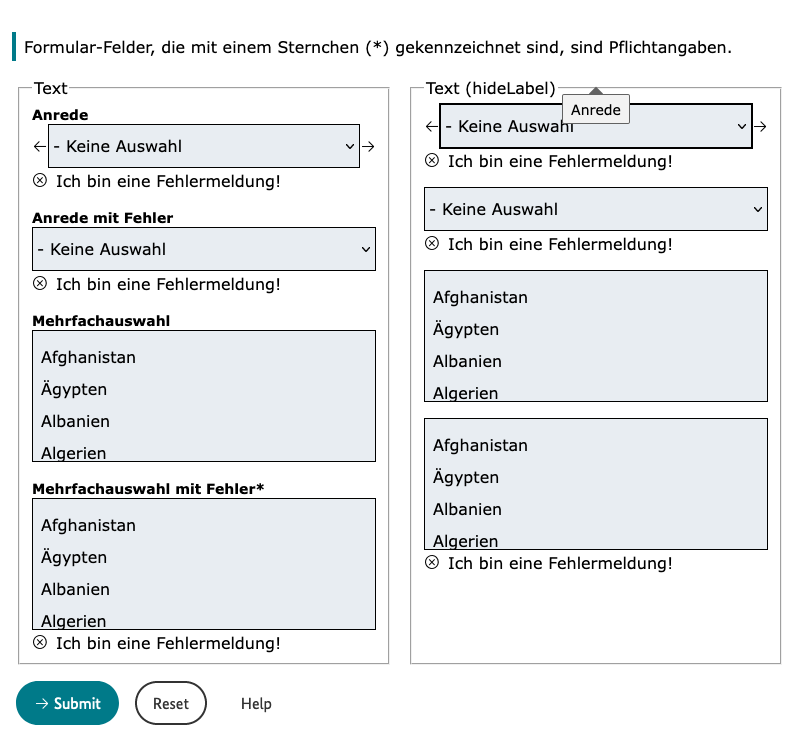 Formular-Felder, die mit einem Sternchen (*) gekennzeichnet sind, sind Pflichtangaben.
Text
Anrede
← - Keine Auswahl →
Ich bin eine Fehlermeldung!
Anrede mit Fehler
- Keine Auswahl
Ich bin eine Fehlermeldung!
Mehrfachauswahl
Afghanistan
Ägypten
Albanien
Algerien
Mehrfachauswahl mit Fehler*
Afghanistan
Ägypten
Albanien
Algerien
Ich bin eine Fehlermeldung!
Text (hideLabel)
Anrede
← - Keine Auswahl →
Ich bin eine Fehlermeldung!
- Keine Auswahl
Ich bin eine Fehlermeldung!
Afghanistan
Ägypten
Albanien
Algerien
Afghanistan
Ägypten
Albanien
Algerien
Ich bin eine Fehlermeldung!
→ Submit
Reset
Help